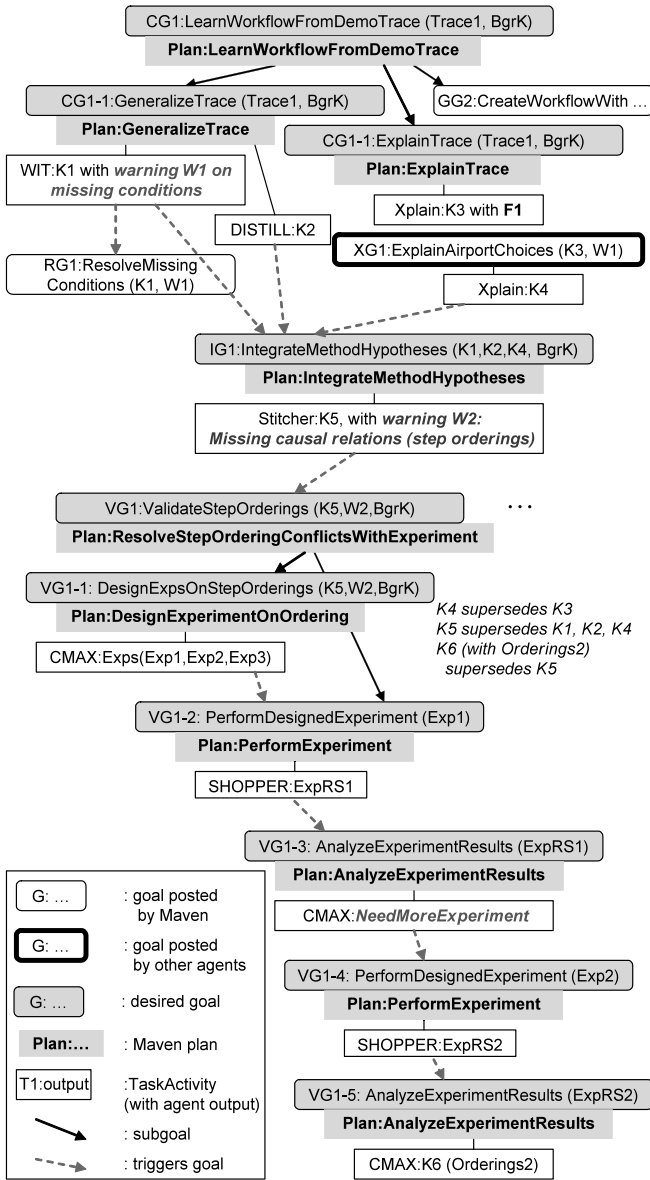 CG1:LearnWorkflowFromDemoTrace (Trace1, BgrK)
Plan:LearnWorkflowFromDemoTrace
CG1-1:GeneralizeTrace (Trace1, BgrK)
Plan:GeneralizeTrace
GG2:CreateWorkflowWith ...
CG1-1:ExplainTrace (Trace1, BgrK)
Plan:ExplainTrace
WIT:K1 with warning W1 on
missing conditions
Xplain:K3 with F1
DISTILL:K2
XG1:ExplainAirportChoices (K3, W1)
RG1:ResolveMissing
Conditions (K1, W1)
Xplain:K4
IG1:IntegrateMethodHypotheses (K1,K2,K4, BgrK)
Plan:IntegrateMethodHypotheses
Stitcher:K5, with warning W2:
Missing causal relations (step orderings)
VG1:ValidateStepOrderings (K5,W2,BgrK)
...
Plan:ResolveStepOrderingConflictsWithExperiment
VG1-1: DesignExpsOnStepOrderings (K5,W2,BgrK)
Plan:DesignExperimentOnOrdering
CMAX:Exps(Exp1,Exp2,Exp3)
K4 supersedes K3
K5 supersedes K1, K2, K4
K6 (with Orderings2)
supersedes K5
VG1-2: PerformDesignedExperiment (Exp1)
Plan:PerformExperiment
SHOPPER:ExpRS1
VG1-3: AnalyzeExperimentResults (ExpRS1)
Plan:AnalyzeExperimentResults
CMAX:NeedMoreExperiment
VG1-4: PerformDesignedExperiment (Exp2)
Plan:PerformExperiment
SHOPPER:ExpRS2
VG1-5: AnalyzeExperimentResults (ExpRS2)
Plan:AnalyzeExperimentResults
CMAX:K6 (Orderings2)
G: ... : goal posted
by Maven
G: ... : goal posted
by other agents
G: ... : desired goal
Plan:... : Maven plan
T1:output :TaskActivity
(with agent output)
: subgoal
: triggers goal